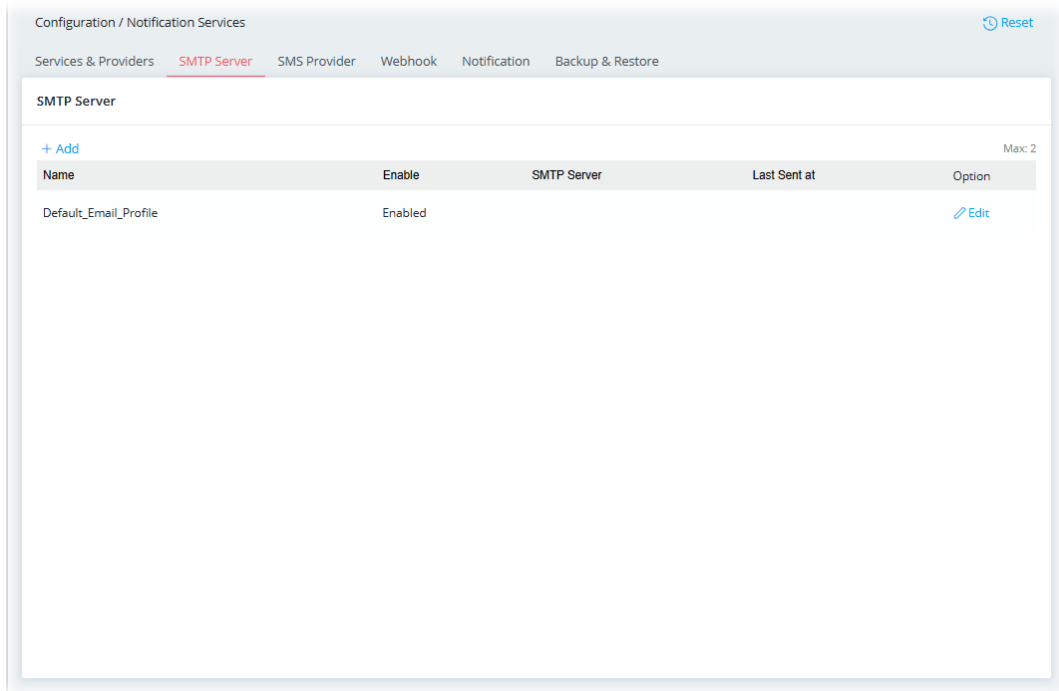 Configuration / Notification Services Reset
Services & Providers SMTP Server SMS Provider Webhook Notification Backup & Restore
SMTP Server
+ Add Max: 2
Name Enable SMTP Server Last Sent at Option
Default_Email_Profile Enabled Edit